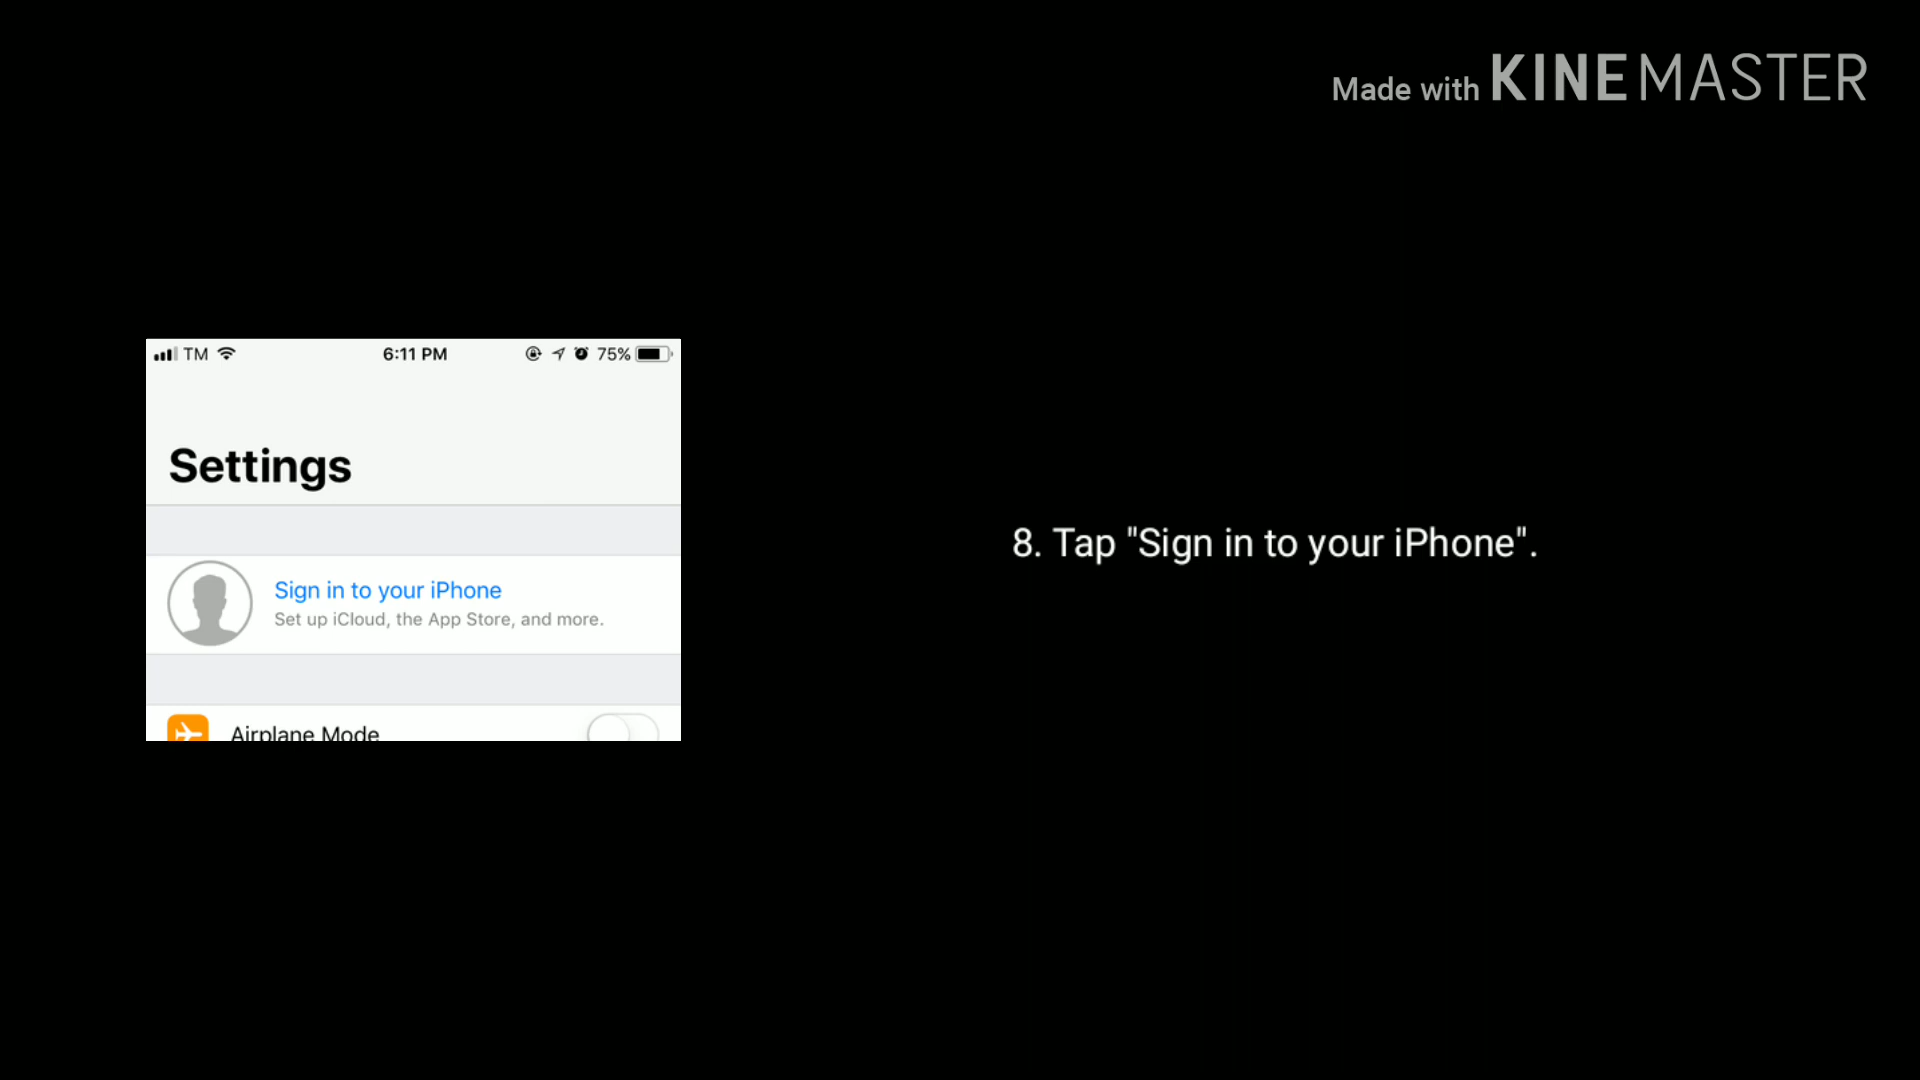 Made with KINEMASTER
TM 6:11 PM 75%
Settings
Sign in to your iPhone
Set up iCloud, the App Store, and more.
Airplane Mode
8. Tap "Sign in to your iPhone".